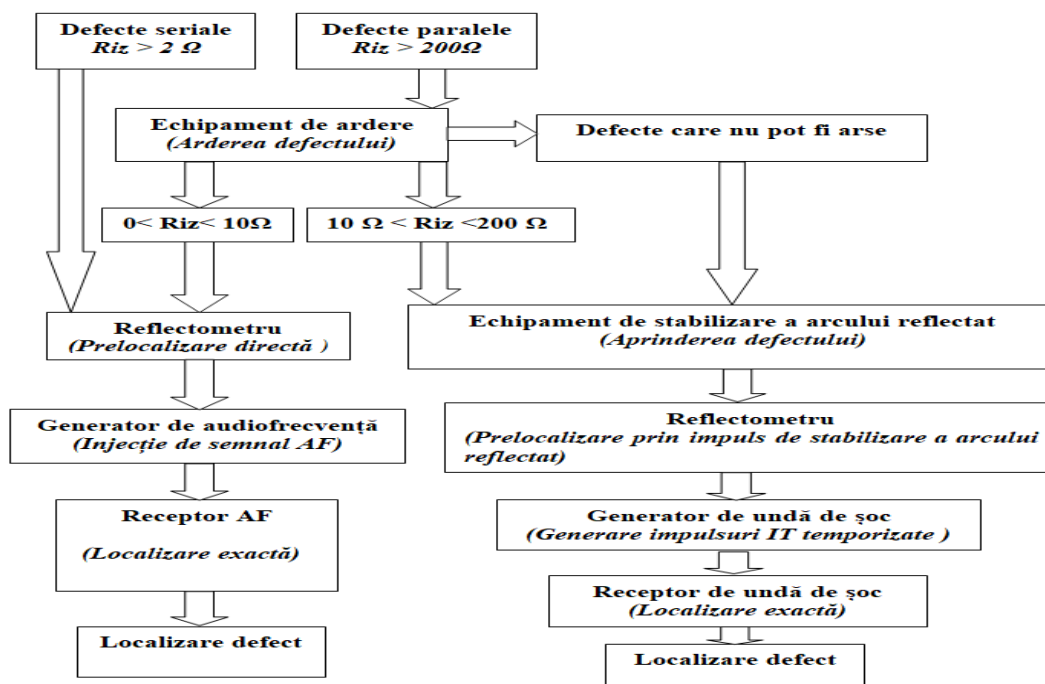 Defecte seriale
Riz > 2 Ω
Defecte paralele
Riz > 200Ω
Echipament de ardere
(Arderea defectului)
Defecte care nu pot fi arse
0< Riz< 10Ω
10 Ω < Riz <200 Ω
Reflectometru
(Prelocalizare directă )
Echipament de stabilizare a arcului reflectat
(Aprinderea defectului)
Generator de audiofrecvență
(Injecție de semnal AF)
Reflectometru
(Prelocalizare prin impuls de stabilizare a arcului
reflectat)
Receptor AF
(Localizare exactă)
Generator de undă de șoc
(Generare impulsuri IT temporizate )
Receptor de undă de șoc
(Localizare exactă)
Localizare defect
Localizare defect